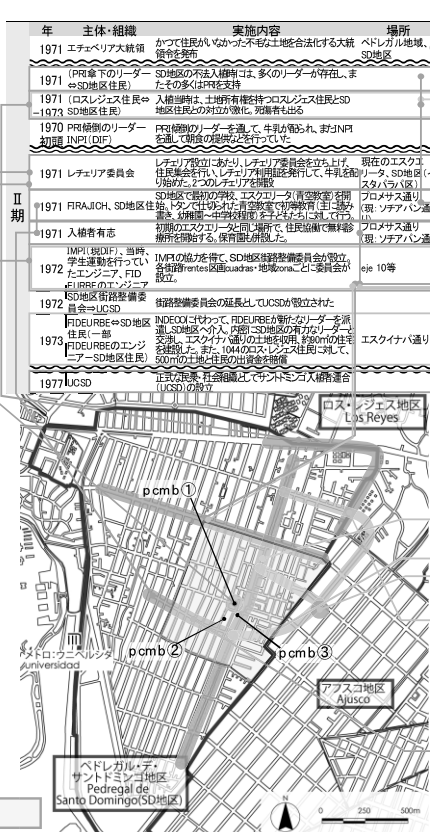 年 主体・組織 実施内容 場所
1971 エチェベリア大統領 かつて住民がいなかった不毛な土地を合法化する大統 ペドレガル地域、
領令を発布 SD地区
1971 (PRI傘下のリーダー SD地区の不法入植時には、多くのリーダーが存在し、ま
⇔SD地区住民) たその多くはPRIを支持
1971 (ロスレジェス住民⇔ 入植当時は、土地所有権を持つロスレジェス住民とSD
–1973 SD地区住民) 地区住民との対立が激化。死傷者も出る
1970 PRI傾倒のリーダー PRI傾倒のリーダーを通して、牛乳が配られ、またINPI
初頭 INPI(DIF) を通して朝食の提供などを行っていた
Ⅱ期
1971 レチェリア委員会 レチェリア設立にあたり、レチェリア委員会を立ち上げ、 現在のエスクエ
住民集会を行い、レチェリア利用証を発行して、牛乳を配 リータ、SD地区(
り始めた。2つのレチェリアを開設 スタパラパ区)
1971 FIRA,JICH、SD地区住 SD地区で最初の学校、エスクエリータ(青空教室)を開 プロメサス通り
始。トタンで仕切られた青空教室で初等教育(主に読み (現:ソチアパン通
書き、幼稚園〜中学校程度)を子どもたちに対して行う。
1971 入植者有志 初期のエスクエリータと同じ場所で、住民協働で無料診 プロメサス通り
療所を開始する。保育園も併設した。 (現:ソチアパン
1972 IMPI(現DIF)、当時、 IMPIの協力を得て、SD地区街路整備委員会が設立。 eje 10等
学生運動を行ってい 各街路frentes区画cuadras・地域zonaごとに委員会が
たエンジニア、FID 設立。
EURBEのエンジニア
1972 SD地区街路整備委 街路整備委員会の延長としてUCSDが設立された
員会⇒UCSD
1973 FIDEURBE⇔SD地区 INDECOに代わって、FIDEURBEが新たなリーダーを派 エスクイナパ通り
住民(一部 遣しSD地区へ介入。内密にSD地区の有力なリーダーと
FIDEURBEのエンジ 交渉し、エスクイナパ通りの土地を収用、約90㎡の住宅
ニアーSD地区住民) を建設した。また、1044のロス・レジェス住民に対して、
500㎡の土地と住民の出資金を賠償
1977 UCSD 正式な民衆・社会組織としてサントドミンゴ入植者連合
(UCSD)の設立
ロス・レジェス地区
Los Reyes
pcmb①
pcmb②
pcmb③
メトロ:ウニベルシダ
universidad
アフスコ地区
Ajusco
ペドレガル・デ・
サントドミンゴ地区
Pedregal de
Santo Domingo(SD地区)
N
0 250 500m